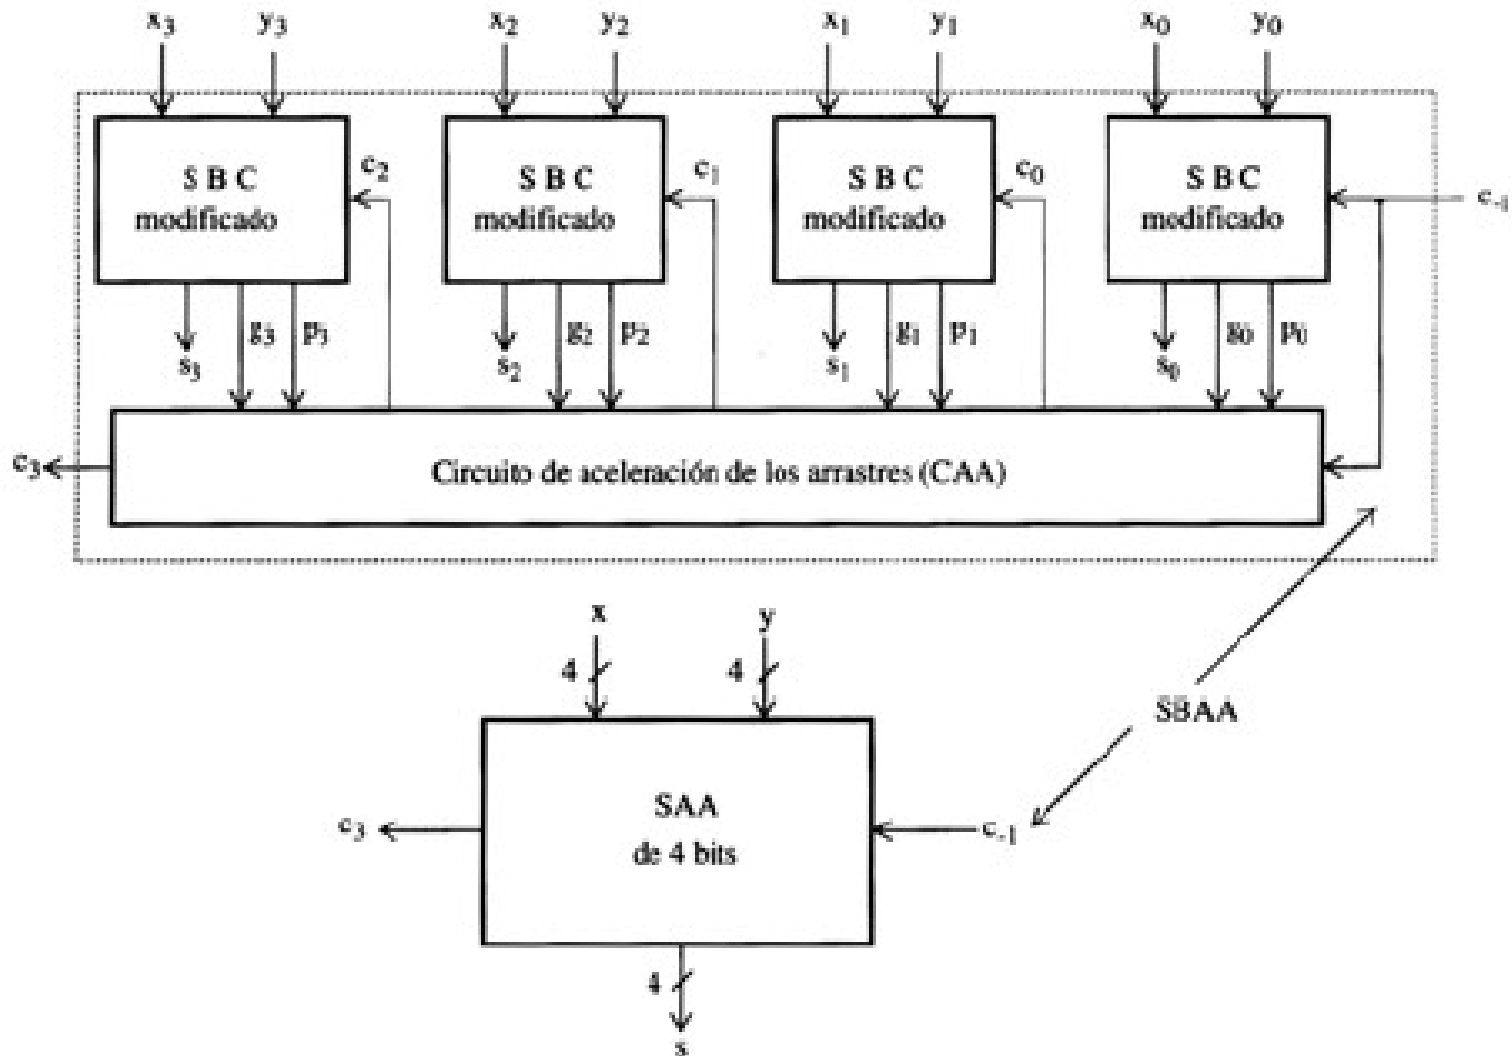 x3 y3 x2 y2 x1 y1 x0 y0
S B C S B C S B C S B C
modificado modificado modificado modificado
c2 c1 c0 c-1
g3 p3 g2 p2 g1 p1 g0 p0
s3 s2 s1 s0
c3
Circuito de aceleración de los arrastres (CAA)
x y
4 4
SBAA
SAA
de 4 bits
c3 c-1
4
s